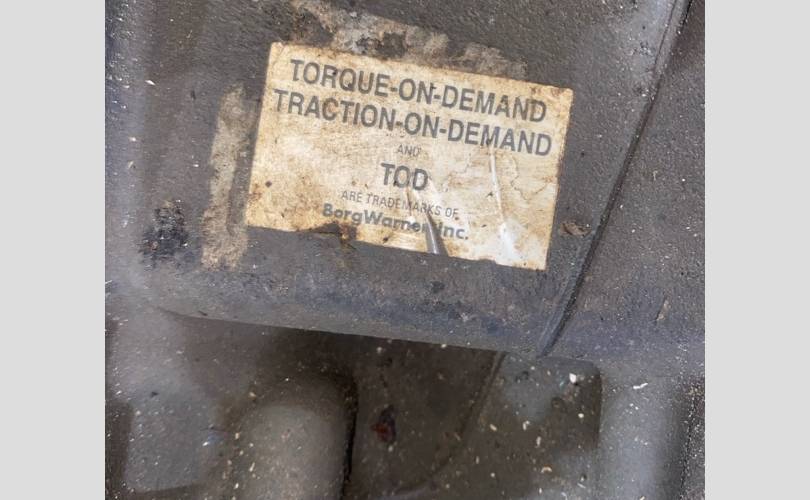 TORQUE-ON-DEMAND
TRACTION-ON-DEMAND
AND
TOD
ARE TRADEMARKS OF
BorgWarner Inc.